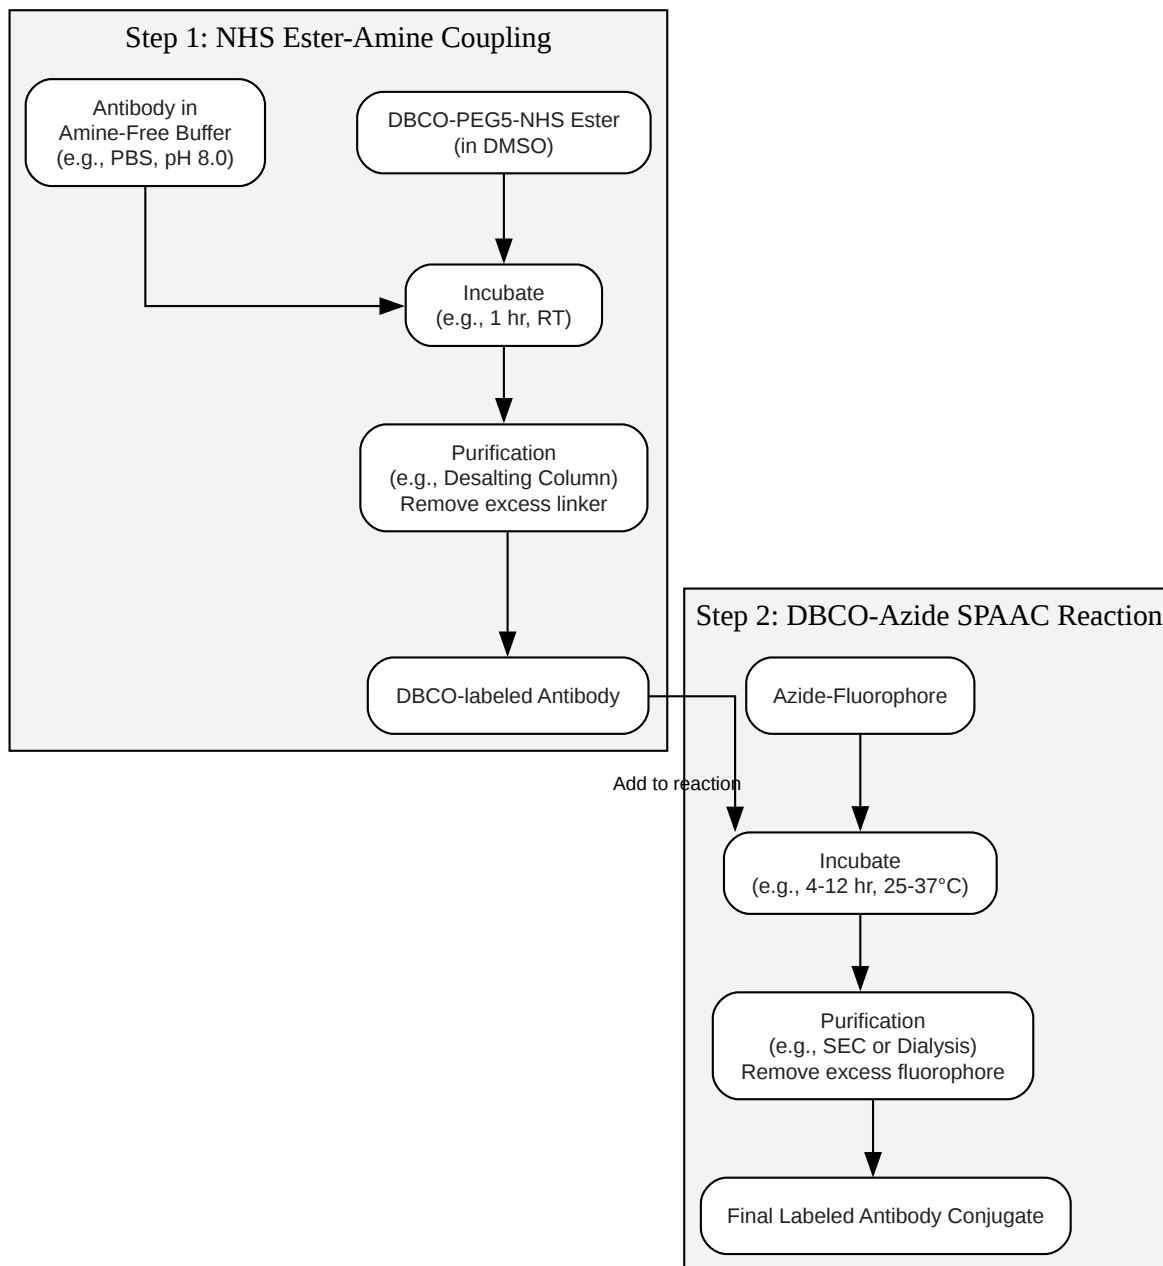 Step 1: NHS Ester-Amine Coupling
Antibody in
Amine-Free Buffer
(e.g., PBS, pH 8.0)
DBCO-PEG5-NHS Ester
(in DMSO)
Incubate
(e.g., 1 hr, RT)
Purification
(e.g., Desalting Column)
Remove excess linker
DBCO-labeled Antibody
Add to reaction
Step 2: DBCO-Azide SPAAC Reaction
Azide-Fluorophore
Incubate
(e.g., 4-12 hr, 25-37°C)
Purification
(e.g., SEC or Dialysis)
Remove excess fluorophore
Final Labeled Antibody Conjugate